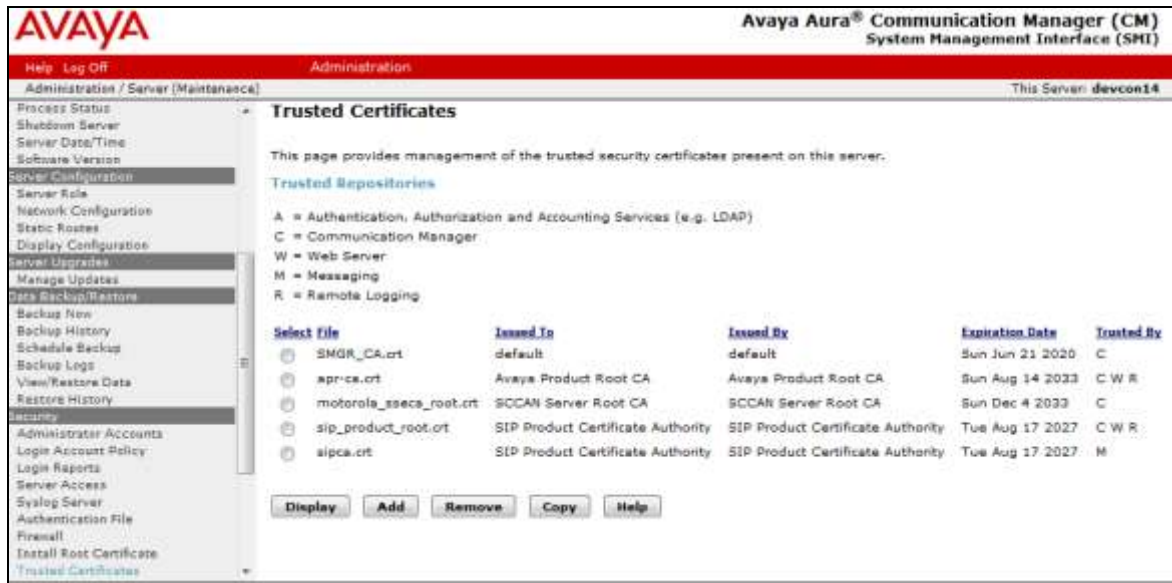 AVAYA
Avaya Aura® Communication Manager (CM)
System Management Interface (SMI)
Help Log Off Administration
Administration / Server (Maintenance) This Server: devcon14
Process Status
Shutdown Server
Server Date/Time
Software Version
Server Configuration
Server Role
Network Configuration
Static Routes
Display Configuration
Server Upgrades
Manage Updates
Data Backup/Restore
Backup Now
Backup History
Schedule Backup
Backup Logs
View/Restore Data
Restore History
Security
Administrator Accounts
Login Account Policy
Login Reports
Server Access
Syslog Server
Authentication File
Firewall
Install Root Certificate
Trusted Certificates
Trusted Certificates
This page provides management of the trusted security certificates present on this server.
Trusted Repositories
A = Authentication, Authorization and Accounting Services (e.g. LDAP)
C = Communication Manager
W = Web Server
M = Messaging
R = Remote Logging
Select File Issued To Issued By Expiration Date Trusted By
SMGR_CA.crt default default Sun Jun 21 2020 C
apr-ca.crt Avaya Product Root CA Avaya Product Root CA Sun Aug 14 2033 C W R
motorola_sseca_root.crt SCCAN Server Root CA SCCAN Server Root CA Sun Dec 4 2033 C
sip_product_root.crt SIP Product Certificate Authority SIP Product Certificate Authority Tue Aug 17 2027 C W R
sipca.crt SIP Product Certificate Authority SIP Product Certificate Authority Tue Aug 17 2027 M
Display Add Remove Copy Help